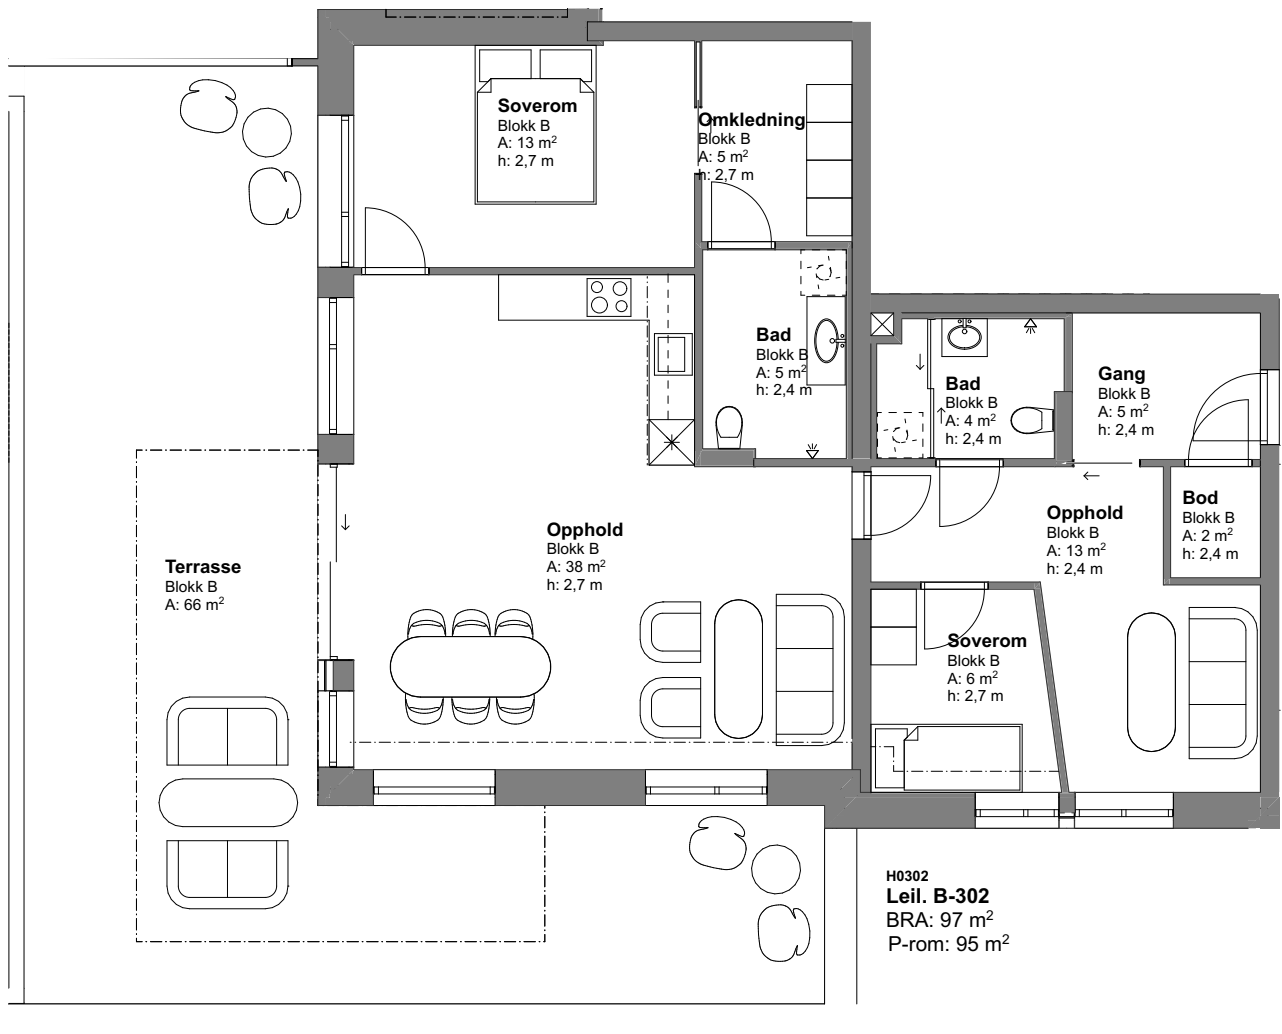 Soverom
Blokk B
A: 13 m²
h: 2,7 m
Omkledning
Blokk B
A: 5 m²
h: 2,7 m
Bad
Blokk B
A: 5 m²
h: 2,4 m
Bad
Blokk B
A: 4 m²
h: 2,4 m
Gang
Blokk B
A: 5 m²
h: 2,4 m
Bod
Blokk B
A: 2 m²
h: 2,4 m
Opphold
Blokk B
A: 13 m²
h: 2,4 m
Opphold
Blokk B
A: 38 m²
h: 2,7 m
Terrasse
Blokk B
A: 66 m²
Soverom
Blokk B
A: 6 m²
h: 2,7 m
H0302
Leil. B-302
BRA: 97 m²
P-rom: 95 m²